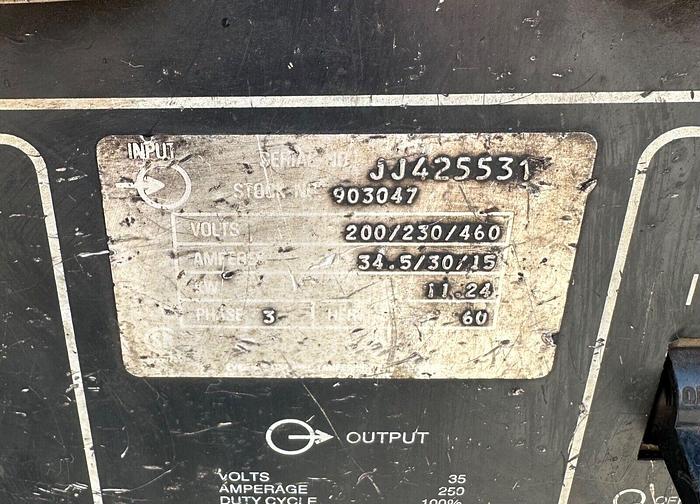 INPUT
SERIAL NO. JJ425531
STOCK NO. 903047
VOLTS 200/230/460
AMPERES 34.5/30/15
KW 11.24
PHASE 3 HERTZ 60
OUTPUT
VOLTS 35
AMPERAGE 250
DUTY CYCLE 100%